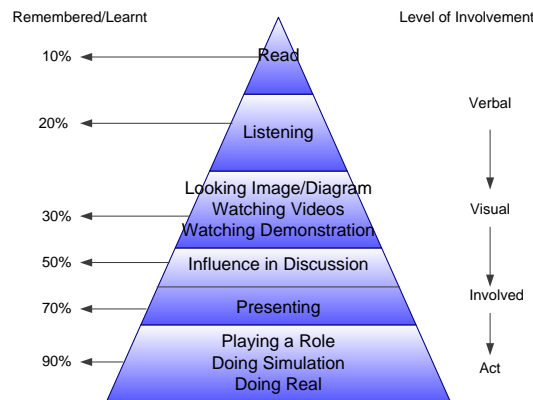 Remembered/Learnt
Level of Involvement
10%
Read
Verbal
20%
Listening
Looking Image/Diagram
Watching Videos
Watching Demonstration
30%
Visual
50%
Influence in Discussion
70%
Presenting
Involved
Playing a Role
Doing Simulation
Doing Real
90%
Act